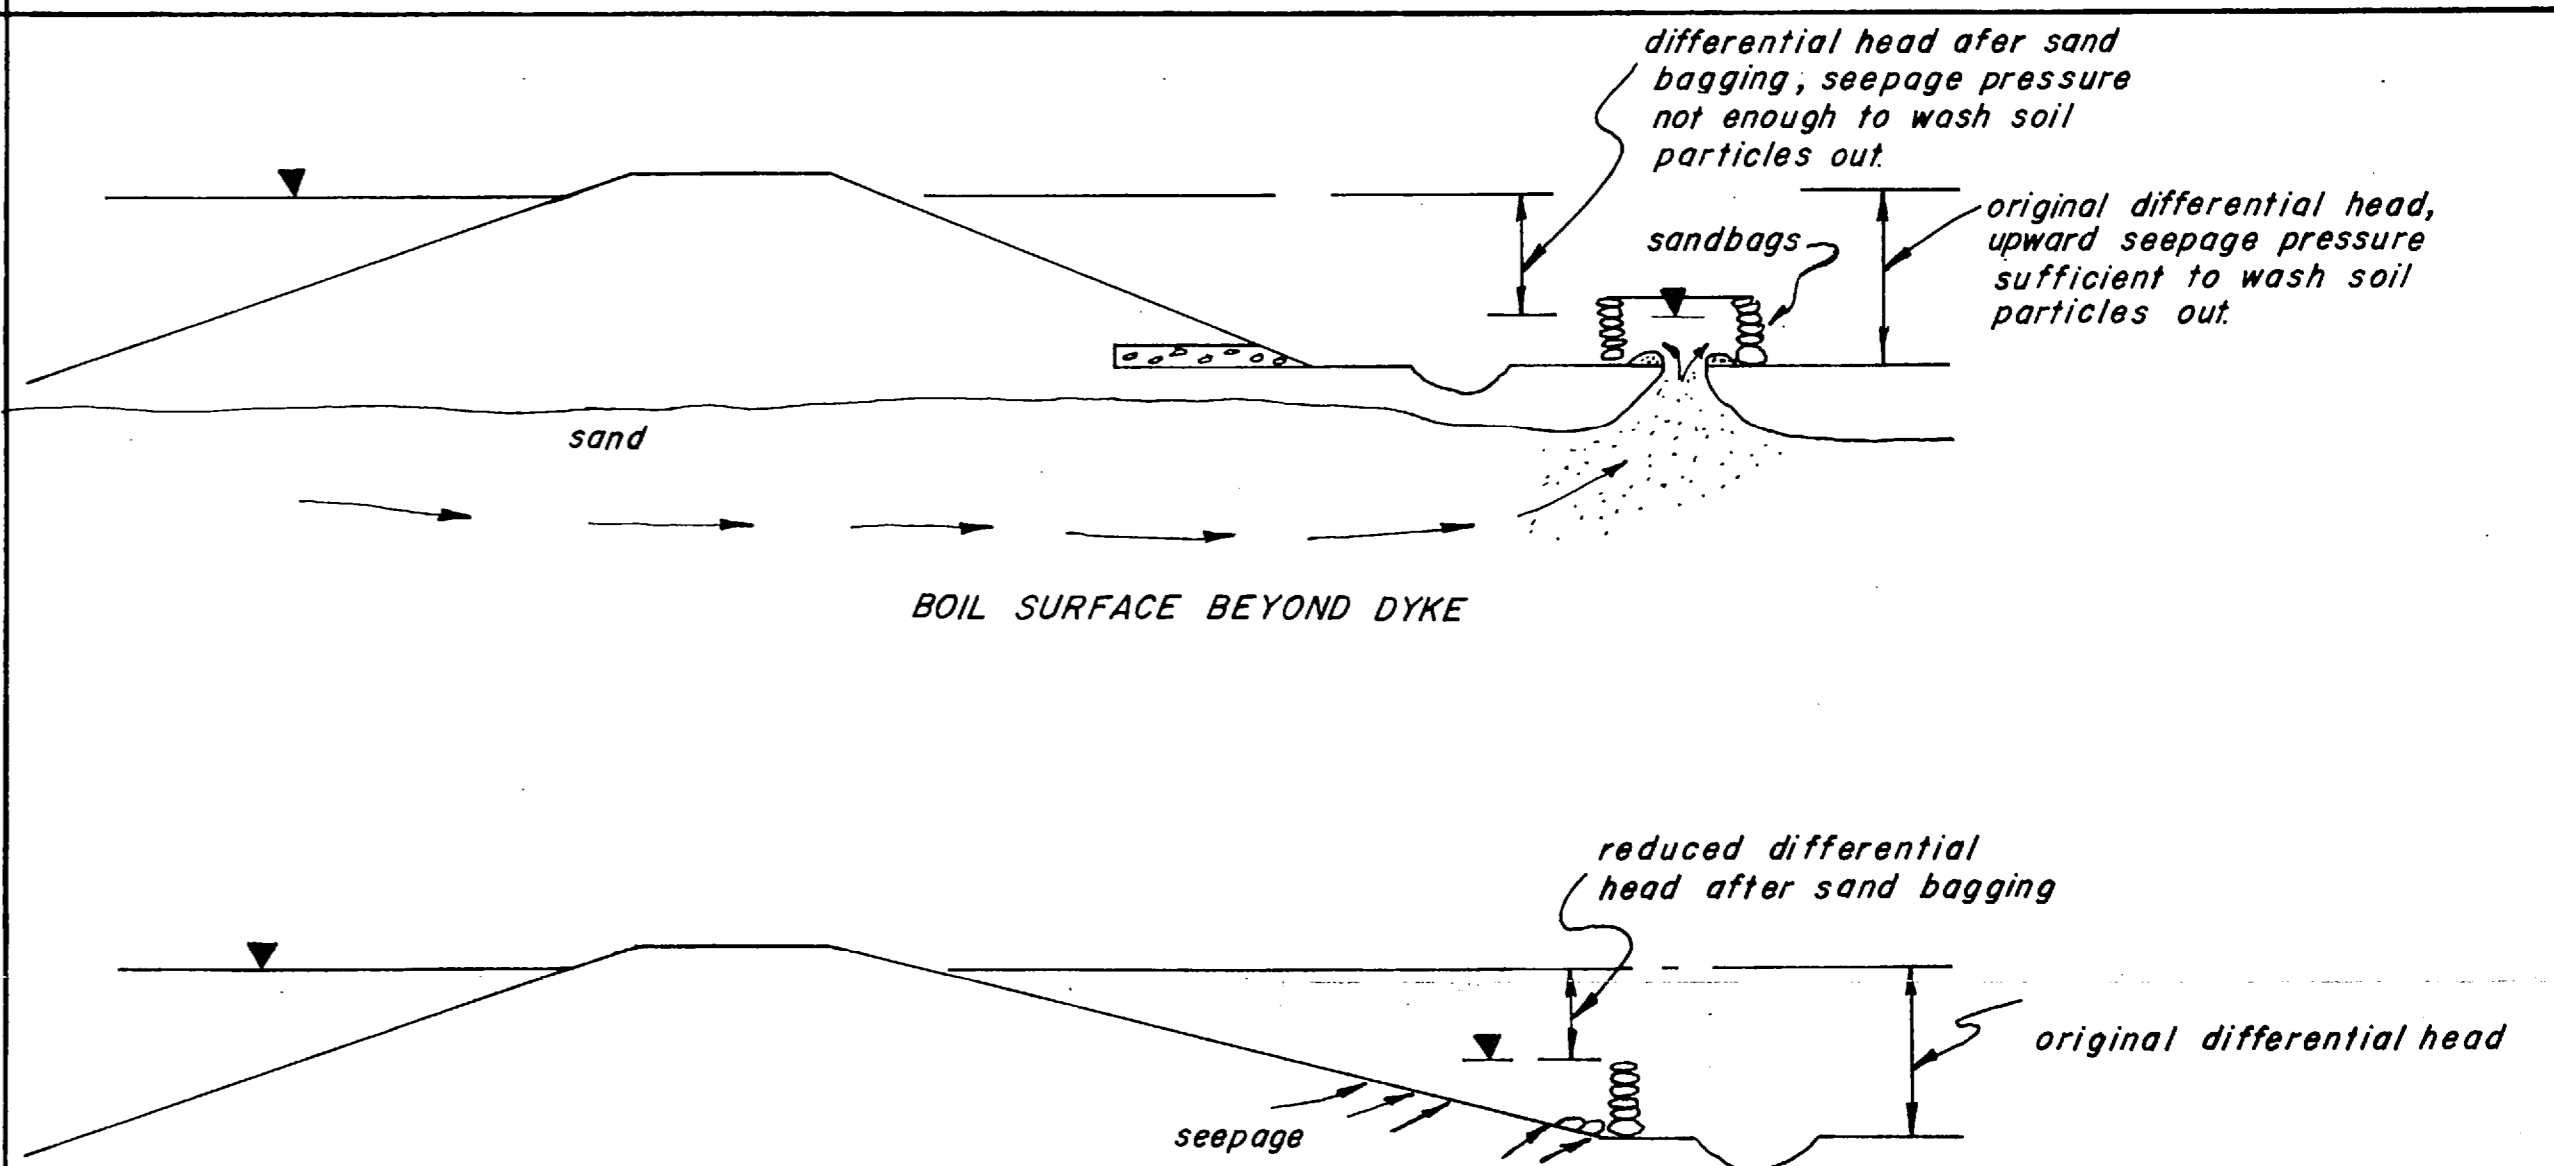 differential head afer sand
bagging, seepage pressure
not enough to wash soil
particles out.
original differential head,
upward seepage pressure
sufficient to wash soil
particles out.
sandbags
sand
BOIL SURFACE BEYOND DYKE
reduced differential
head after sand bagging
original differential head
seepage